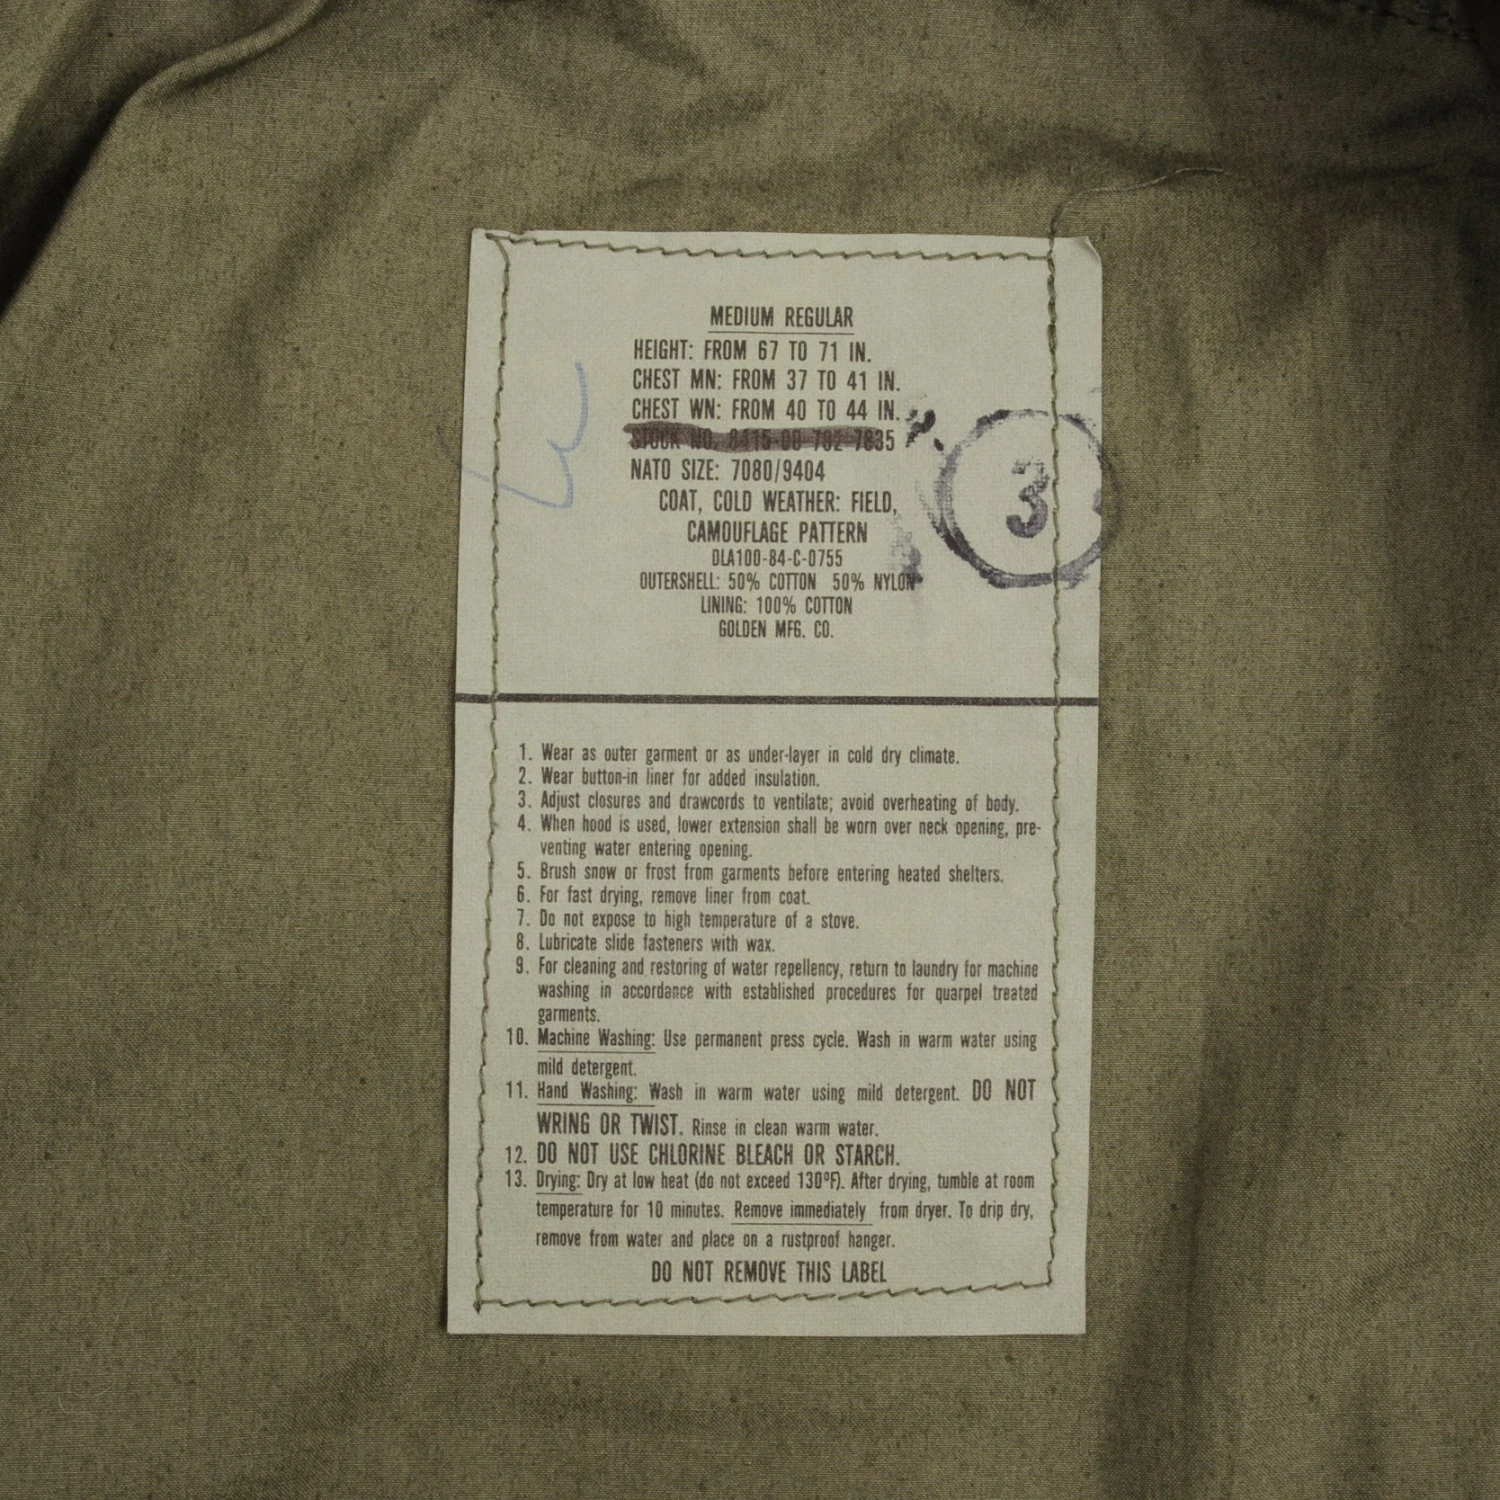 MEDIUM REGULAR
HEIGHT: FROM 67 TO 71 IN.
CHEST MN: FROM 37 TO 41 IN.
CHEST WN: FROM 40 TO 44 IN.
STOCK NO. 8415-00-782-
NATO SIZE: 7080/9404
3
COAT, COLD WEATHER: FIELD,
CAMOUFLAGE PATTERN
DLA100-84-C-0755
OUTERSHELL: 50% COTTON 50% NYLON
LINING: 100% COTTON
GOLDEN MFG. CO.
1. Wear as outer garment or as under-layer in cold dry climate.
2. Wear button-in liner for added insulation.
3. Adjust closures and drawcords to ventilate; avoid overheating of body.
4. When hood is used, lower extension shall be worn over neck opening, pre-
venting water entering opening.
5. Brush snow or frost from garments before entering heated shelters.
6. For fast drying, remove liner from coat.
7. Do not expose to high temperature of a stove.
8. Lubricate slide fasteners with wax.
9. For cleaning and restoring of water repellency, return to laundry for machine
washing in accordance with established procedures for quarpel treated
garments.
10. Machine Washing: Use permanent press cycle. Wash in warm water using
mild detergent.
11. Hand Washing: Wash in warm water using mild detergent. DO NOT
WRING OR TWIST. Rinse in clean warm water.
12. DO NOT USE CHLORINE BLEACH OR STARCH.
13. Drying: Dry at low heat (do not exceed 130°F). After drying, tumble at room
temperature for 10 minutes. Remove immediately from dryer. To drip dry,
remove from water and place on a rustproof hanger.
DO NOT REMOVE THIS LABEL